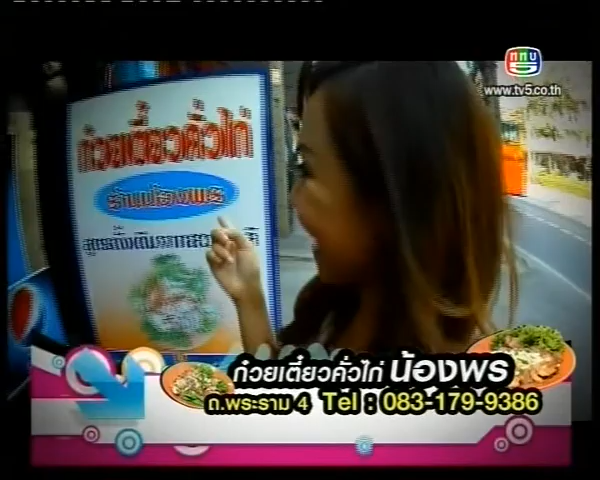 ททบ
5
www.tv5.co.th
ก๋วยเตี๋ยวคั่วไก่
ก๋วยเตี๋ยวคั่วไก่ น้องพร
ถ.พระราม 4 Tel : 083-179-9386